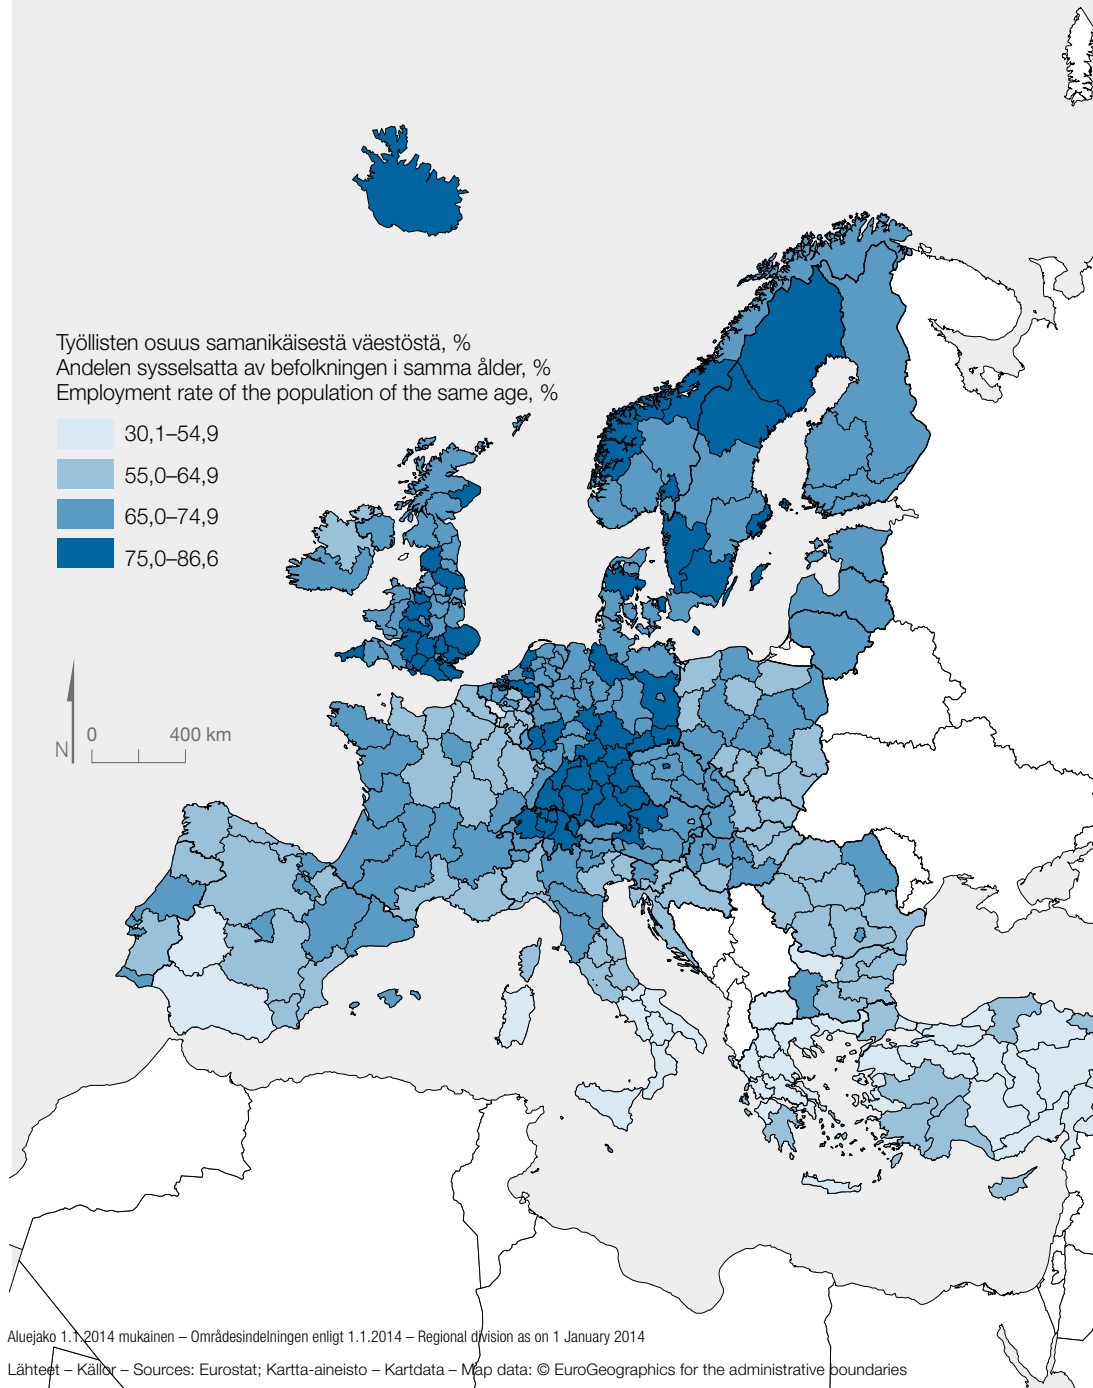 Työllisten osuus samanikäisestä väestöstä, %
Andelen sysselsatta av befolkningen i samma ålder, %
Employment rate of the population of the same age, %
30,1–54,9
55,0–64,9
65,0–74,9
75,0–86,6
N
0 400 km
Aluejako 1.1.2014 mukainen – Områdesindelningen enligt 1.1.2014 – Regional division as on 1 January 2014
Lähteet – Källor – Sources: Eurostat; Kartta-aineisto – Kartdata – Map data: © EuroGeographics for the administrative boundaries